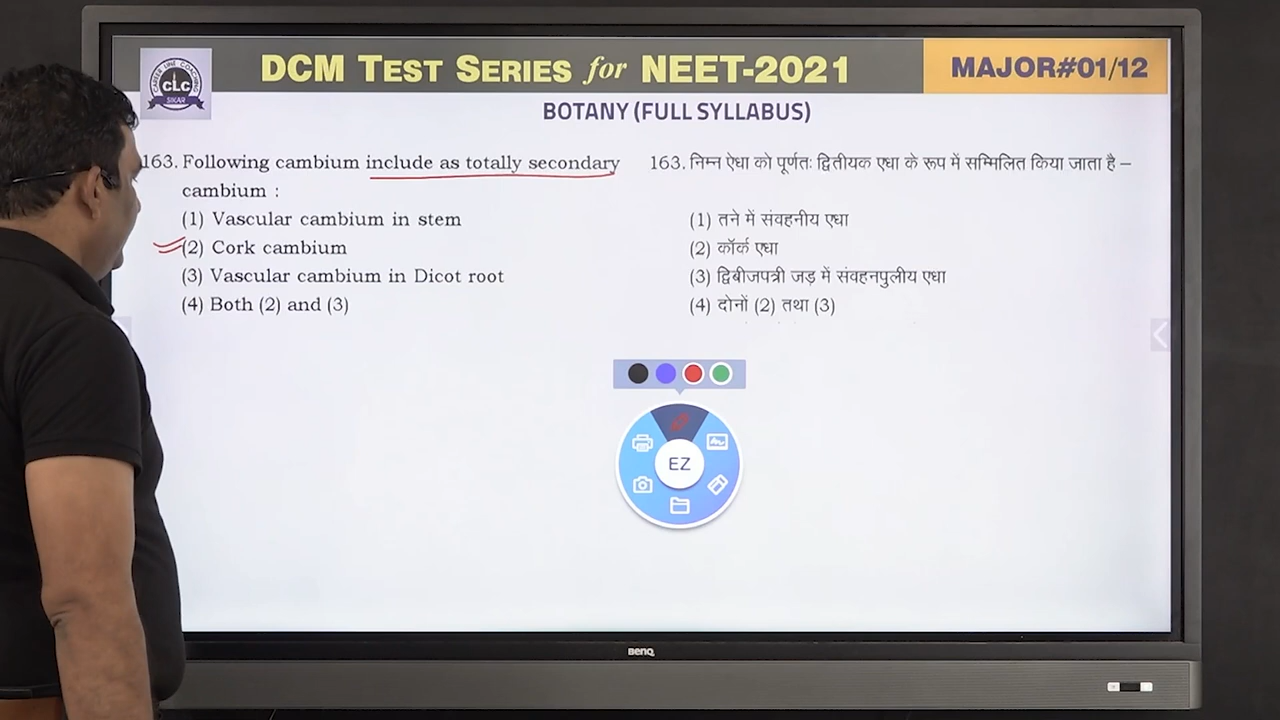 CAREER LINE COACHING
CLC
SIKAR
DCM TEST SERIES for NEET-2021
MAJOR#01/12
BOTANY (FULL SYLLABUS)
163. Following cambium include as totally secondary
cambium :
(1) Vascular cambium in stem
(2) Cork cambium
(3) Vascular cambium in Dicot root
(4) Both (2) and (3)
163. निम्न ऐधा को पूर्णतः द्वितीयक एधा के रूप में सम्मिलित किया जाता है –
(1) तने में संवहनीय एधा
(2) कॉर्क एधा
(3) द्विबीजपत्री जड़ में संवहनपुलीय एधा
(4) दोनों (2) तथा (3)
EZ
BenQ